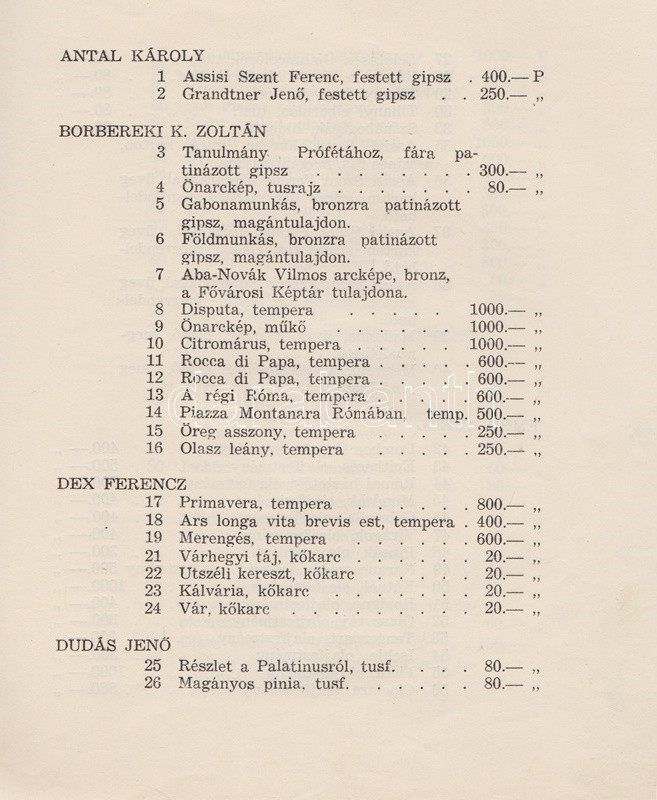 ANTAL KÁROLY
1 Assisi Szent Ferenc, festett gipsz . 400.— P
2 Grandtner Jenő, festett gipsz . . 250.— „
BORBEREKI K. ZOLTÁN
3 Tanulmány Prófétához, fára pa-
tinázott gipsz . . . . . . . . 300.— „
4 Önarckép, tusrajz . . . . . . . 80.— „
5 Gabonamunkás, bronzra patinázott
gipsz, magántulajdon.
6 Földmunkás, bronzra patinázott
gipsz, magántulajdon.
7 Aba-Novák Vilmos arcképe, bronz,
a Fővárosi Képtár tulajdona.
8 Disputa, tempera . . . . . 1000.— „
9 Önarckép, műkő . . . . . . 1000.— „
10 Citromárus, tempera . . . . . 1000.— „
11 Rocca di Papa, tempera . . . . . 600.— „
12 Rocca di Papa, tempera . . . . . 600.— „
13 A régi Róma, tempera . . . . . 600.— „
14 Piazza Montanara Rómában, temp. 500.— „
15 Öreg asszony, tempera . . . . . 250.— „
16 Olasz leány, tempera . . . . . 250.— „
DEX FERENCZ
17 Primavera, tempera . . . . . . 800.— „
18 Ars longa vita brevis est, tempera . 400.— „
19 Merengés, tempera . . . . . . 600.— „
21 Várhegyi táj, kőkarc . . . . . 20.— „
22 Utszéli kereszt, kőkarc . . . . . 20.— „
23 Kálvária, kőkarc . . . . . . . 20.— „
24 Vár, kőkarc . . . . . . . . . 20.— „
DUDÁS JENŐ
25 Részlet a Palatinusról, tusf. . . . . 80.— „
26 Magányos pinia, tusf. . . . . . 80.— „
darabanth